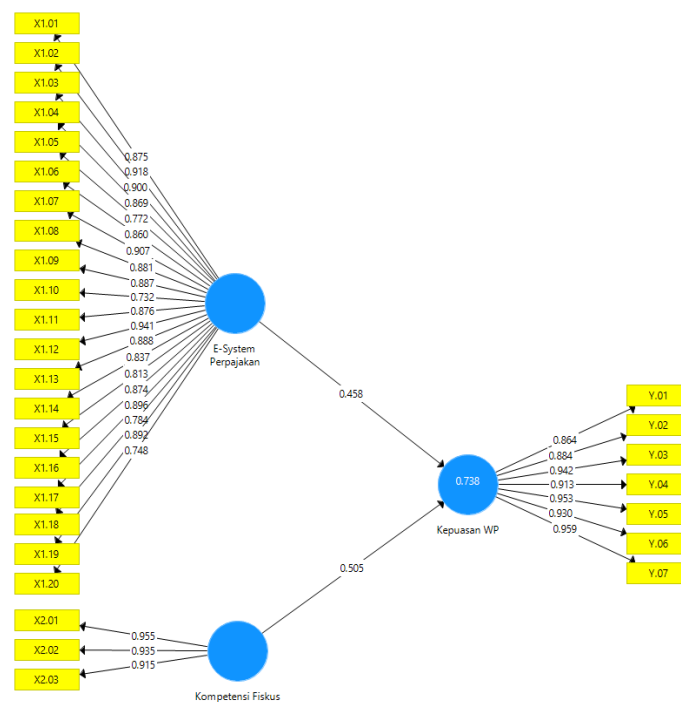 X1.01
X1.02
X1.03
X1.04
X1.05
X1.06
X1.07
X1.08
X1.09
X1.10
X1.11
X1.12
X1.13
X1.14
X1.15
X1.16
X1.17
X1.18
X1.19
X1.20
0.875
0.918
0.900
0.869
0.772
0.860
0.907
0.881
0.887
0.732
0.876
0.941
0.888
0.837
0.813
0.874
0.896
0.784
0.892
0.748
E-System
Perpajakan
0.458
X2.01
X2.02
X2.03
0.955
0.935
0.915
Kompetensi Fiskus
0.505
0.738
Kepuasan WP
0.864
0.884
0.942
0.913
0.953
0.930
0.959
Y.01
Y.02
Y.03
Y.04
Y.05
Y.06
Y.07